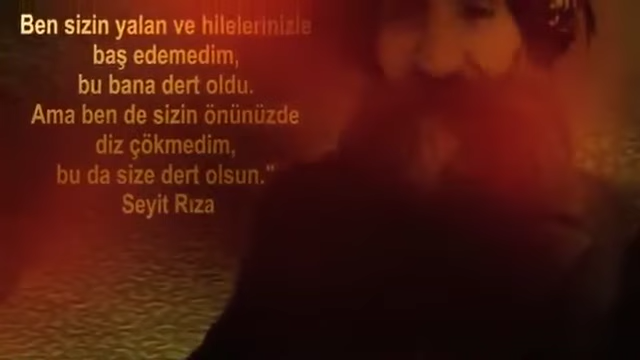 Ben sizin yalan ve hilelerinizle
baş edemedim,
bu bana dert oldu.
Ama ben de sizin önünüzde
diz çökmedim,
bu da size dert olsun."
Seyit Rıza